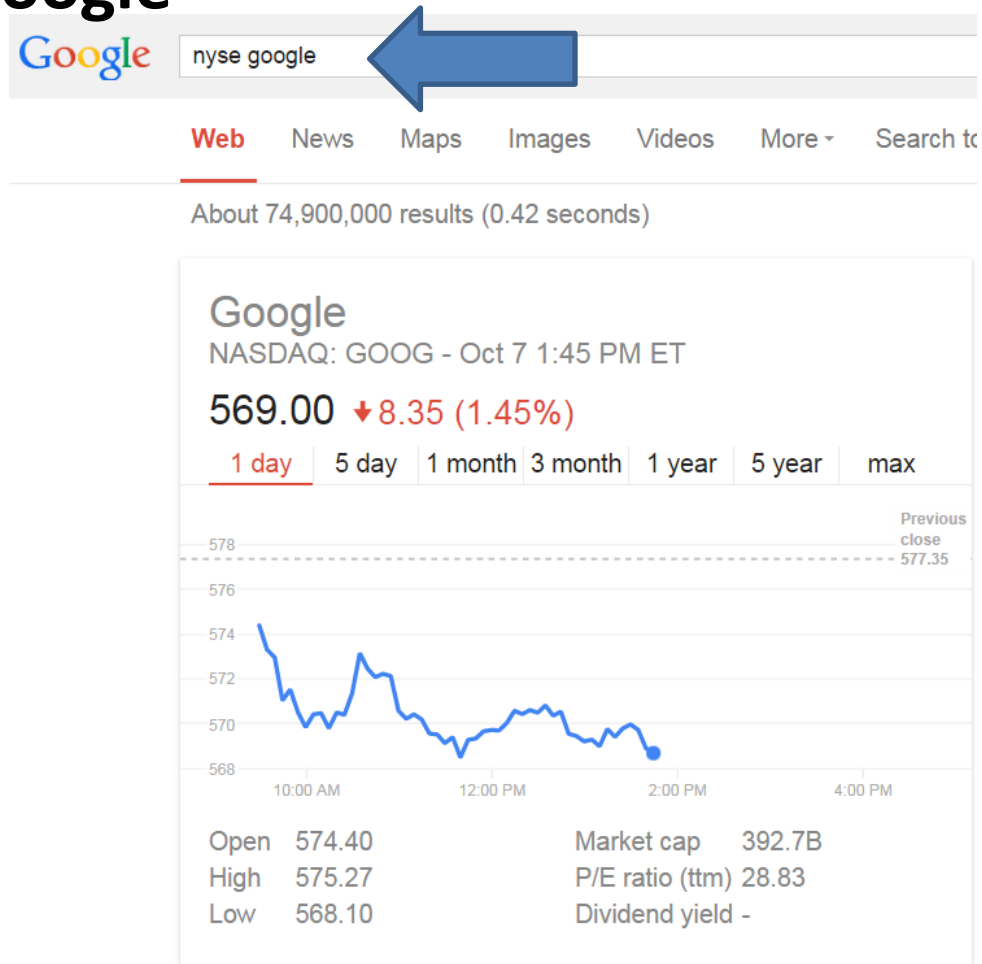 oogle
Google nyse google
Web News Maps Images Videos More Search to
About 74,900,000 results (0.42 seconds)
Google
NASDAQ: GOOG - Oct 7 1:45 PM ET
569.00 8.35 (1.45%)
1 day 5 day 1 month 3 month 1 year 5 year max
Previous
close
577.35
578
576
574
572
570
568
10:00 AM 12:00 PM 2:00 PM 4:00 PM
Open 574.40 Market cap 392.7B
High 575.27 P/E ratio (ttm) 28.83
Low 568.10 Dividend yield -